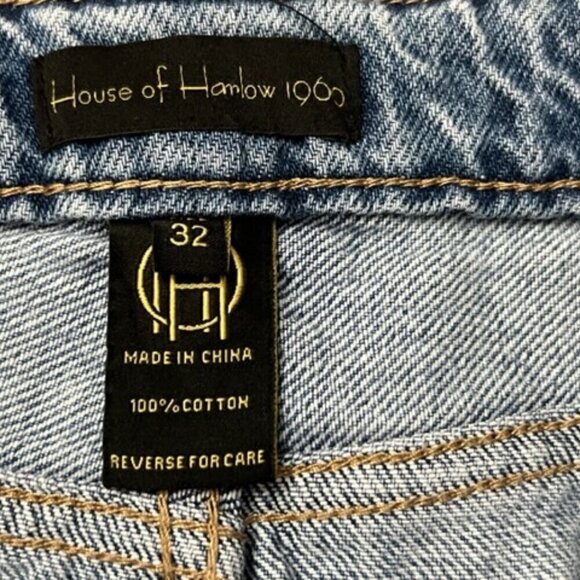 House of Harlow 1960
32
MADE IN CHINA
100% COTTON
REVERSE FOR CARE